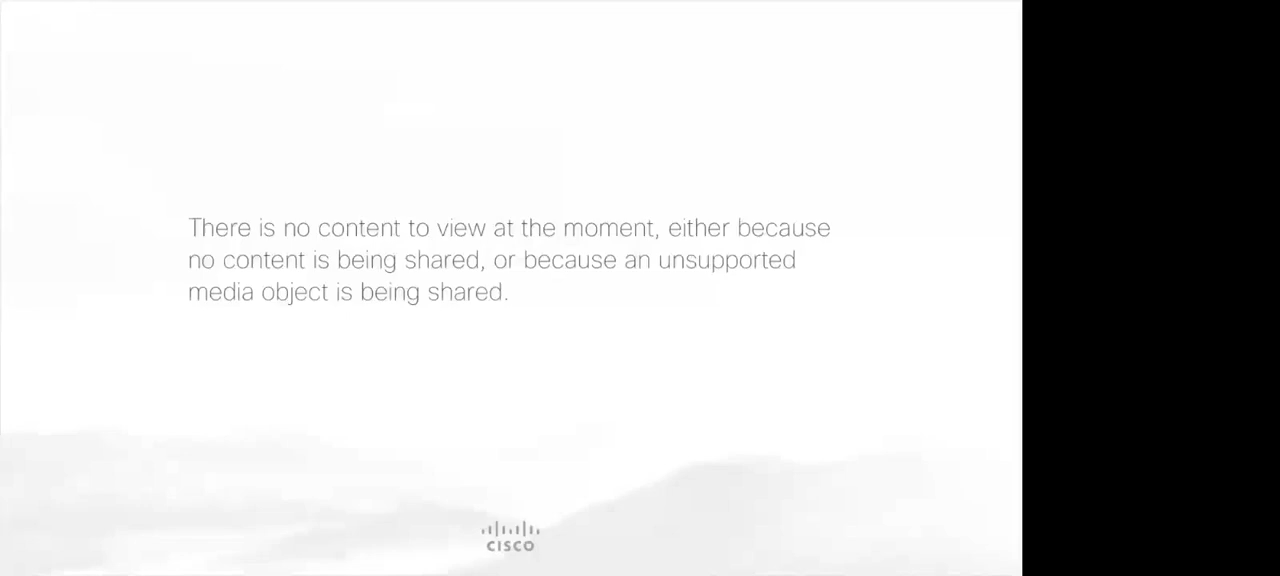 There is no content to view at the moment, either because
no content is being shared, or because an unsupported
media object is being shared.
CISCO